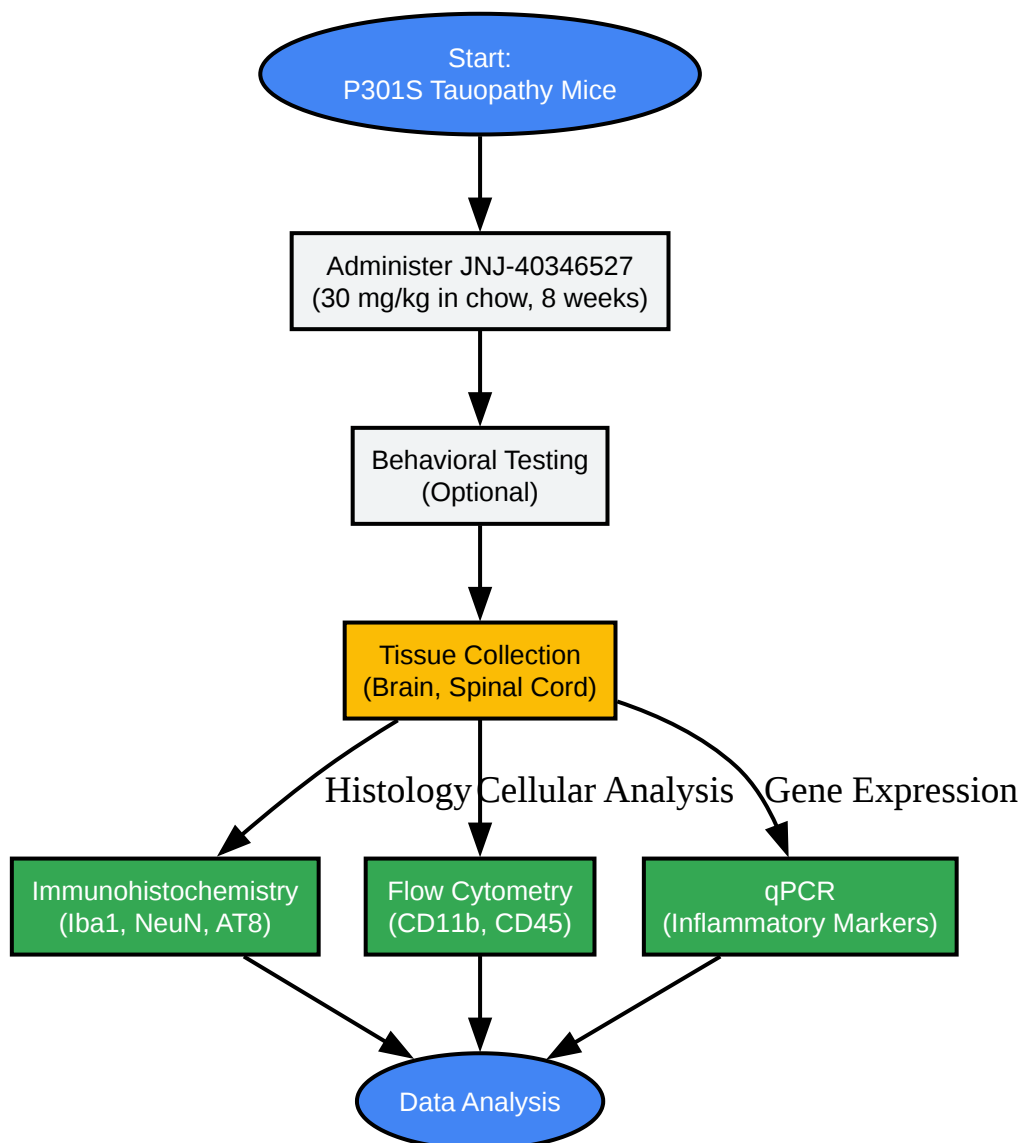 Start:
P301S Tauopathy Mice
Administer JNJ-40346527
(30 mg/kg in chow, 8 weeks)
Behavioral Testing
(Optional)
Tissue Collection
(Brain, Spinal Cord)
Histology
Cellular Analysis
Gene Expression
Immunohistochemistry
(Iba1, NeuN, AT8)
Flow Cytometry
(CD11b, CD45)
qPCR
(Inflammatory Markers)
Data Analysis